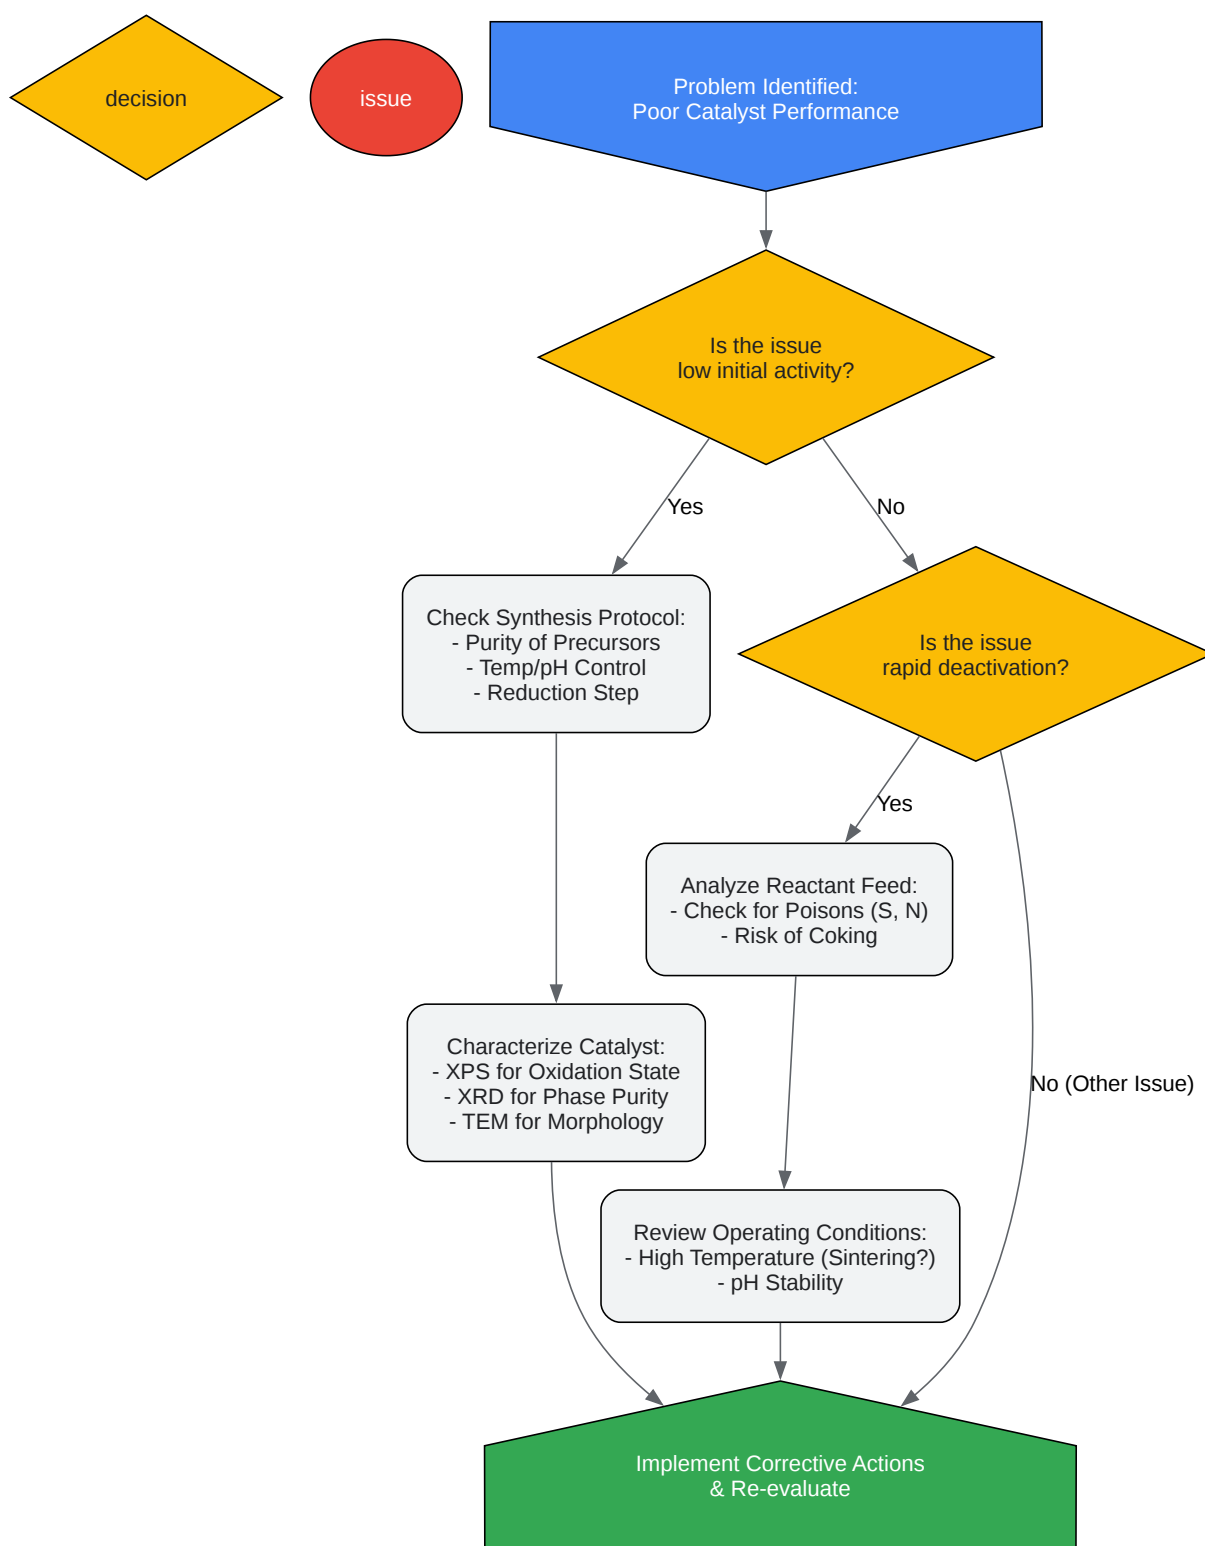 decision
issue
Problem Identified:
Poor Catalyst Performance
Is the issue
low initial activity?
Yes
No
Check Synthesis Protocol:
- Purity of Precursors
- Temp/pH Control
- Reduction Step
Is the issue
rapid deactivation?
Yes
Analyze Reactant Feed:
- Check for Poisons (S, N)
- Risk of Coking
Characterize Catalyst:
- XPS for Oxidation State
- XRD for Phase Purity
- TEM for Morphology
No (Other Issue)
Review Operating Conditions:
- High Temperature (Sintering?)
- pH Stability
Implement Corrective Actions
& Re-evaluate